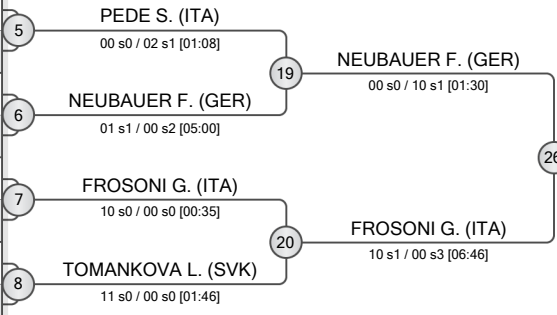 5
PEDE S. (ITA)
00 s0 / 02 s1 [01:08]
19
NEUBAUER F. (GER)
00 s0 / 10 s1 [01:30]
6
NEUBAUER F. (GER)
01 s1 / 00 s2 [05:00]
26
7
FROSONI G. (ITA)
10 s0 / 00 s0 [00:35]
20
FROSONI G. (ITA)
10 s1 / 00 s3 [06:46]
8
TOMANKOVA L. (SVK)
11 s0 / 00 s0 [01:46]